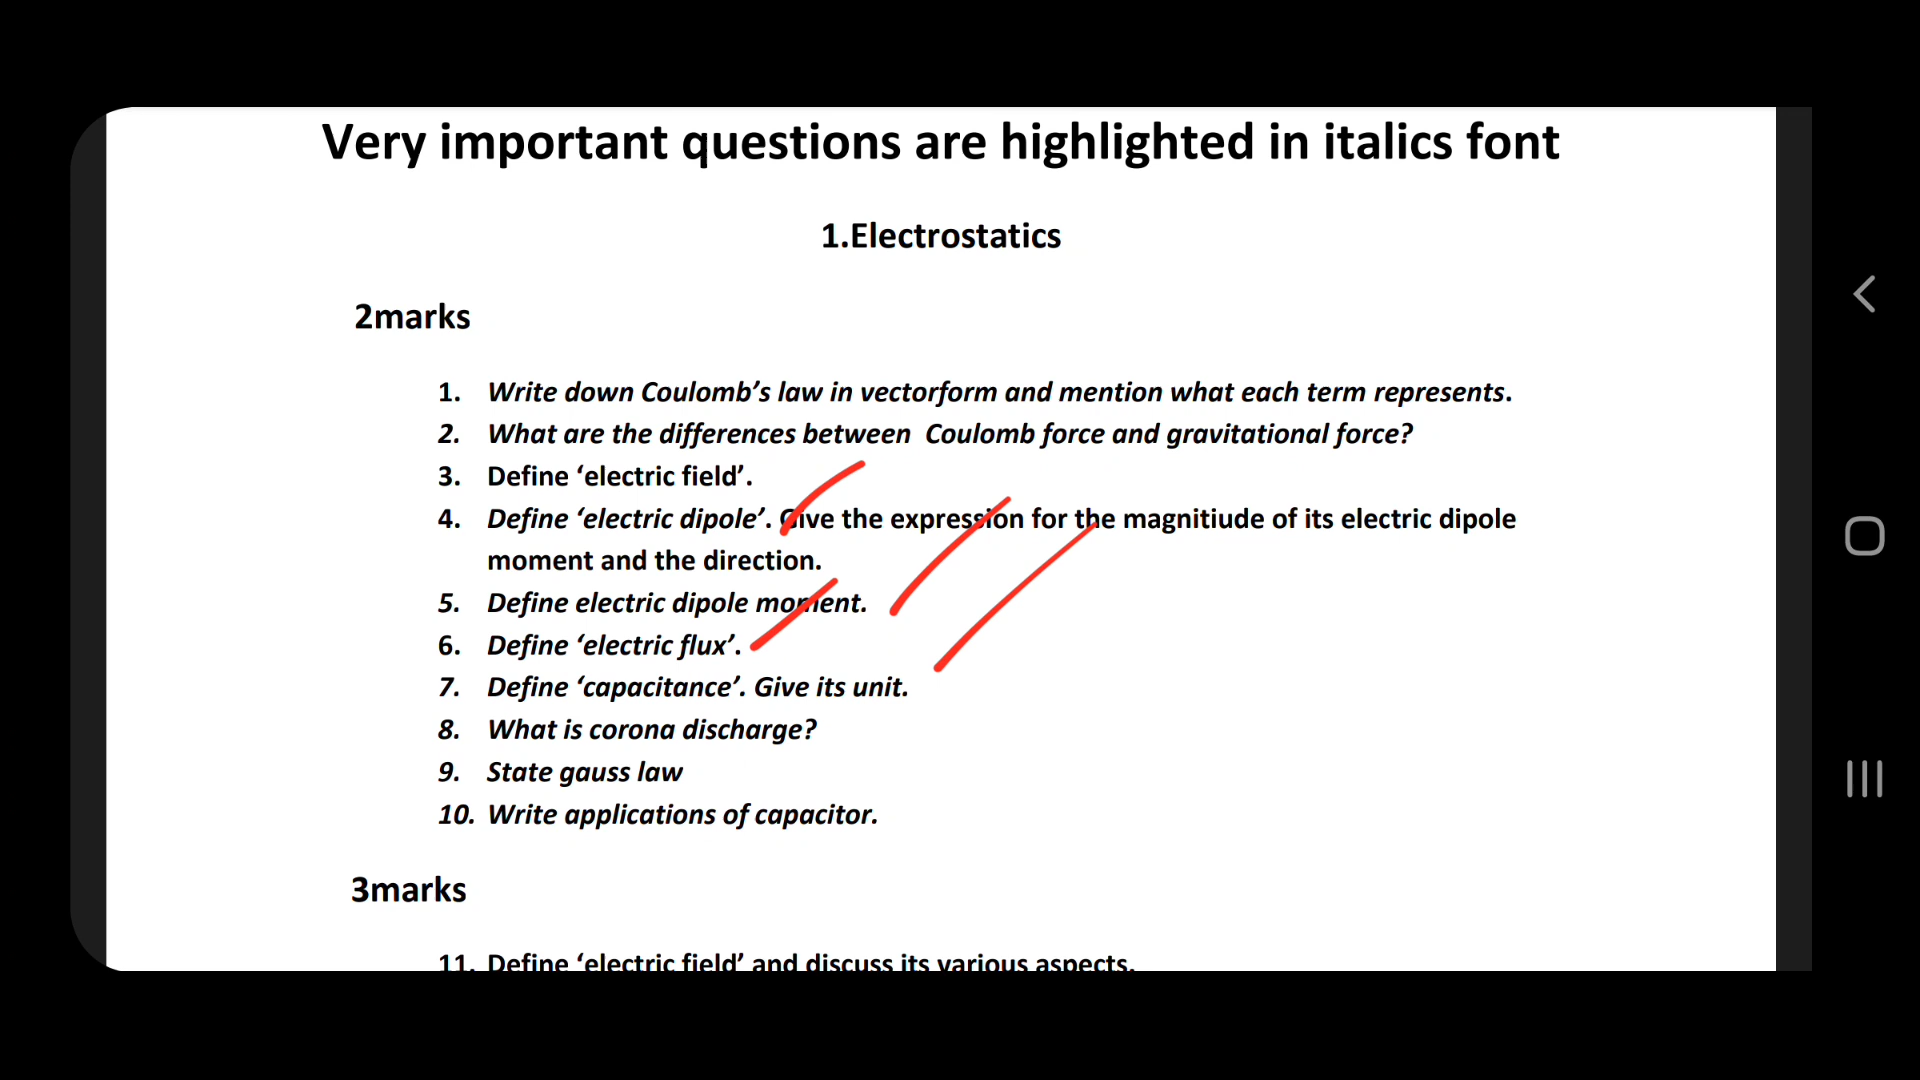 Very important questions are highlighted in italics font
1.Electrostatics
2marks
1. Write down Coulomb’s law in vectorform and mention what each term represents.
2. What are the differences between Coulomb force and gravitational force?
3. Define ‘electric field’.
4. Define ‘electric dipole’. Give the expression for the magnitiude of its electric dipole
moment and the direction.
5. Define electric dipole moment.
6. Define ‘electric flux’.
7. Define ‘capacitance’. Give its unit.
8. What is corona discharge?
9. State gauss law
10. Write applications of capacitor.
3marks
11. Define ‘electric field’ and discuss its various aspects.